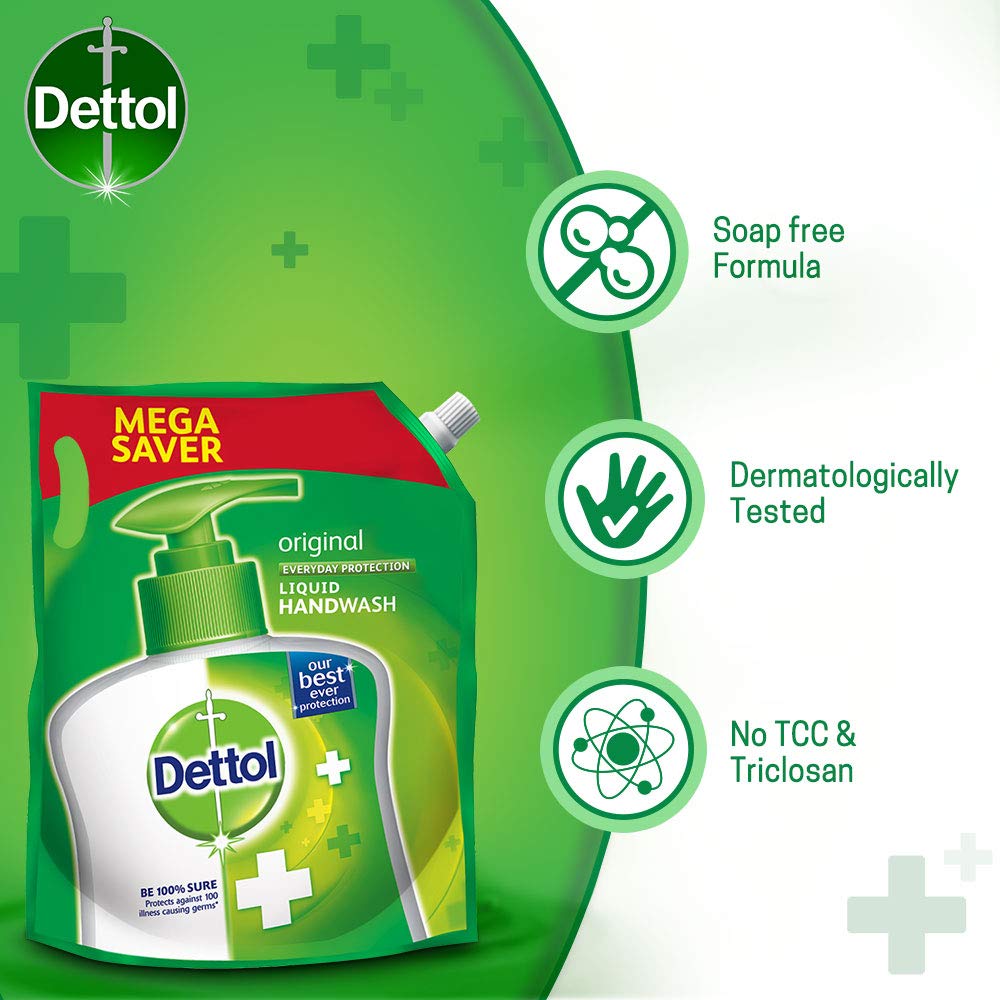 Dettol
Soap free
Formula
MEGA
SAVER
Dermatologically
Tested
original
EVERYDAY PROTECTION
LIQUID
HANDWASH
our
best
ever
protection
Dettol
No TCC &
Triclosan
BE 100% SURE
Protects against 100
illness causing germs*